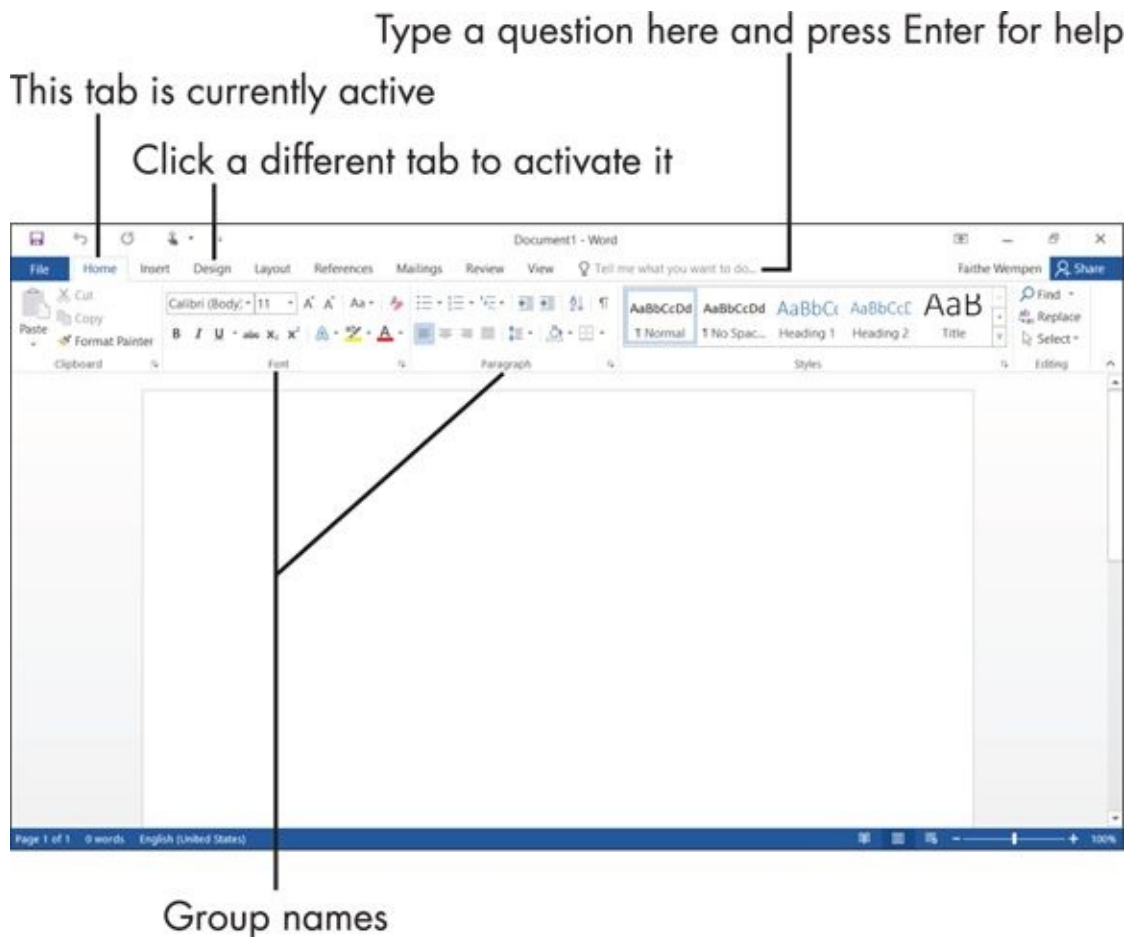 Type a question here and press Enter for help
This tab is currently active
Click a different tab to activate it
Document1 - Word
File Home Insert Design Layout References Mailings Review View Tell me what you want to do... Faithe Wempen Share
Cut
Copy
Paste
Format Painter
Calibri (Body) 11 A A Aa
B I U abc X₂ X² A A
AaBbCcDd AaBbCcDd AaBbCc AaBbCcC AaB
¶ Normal ¶ No Spac... Heading 1 Heading 2 Title
Find
Replace
Select
Clipboard Font Paragraph Styles Editing
Page 1 of 1 0 words English (United States) 100%
Group names